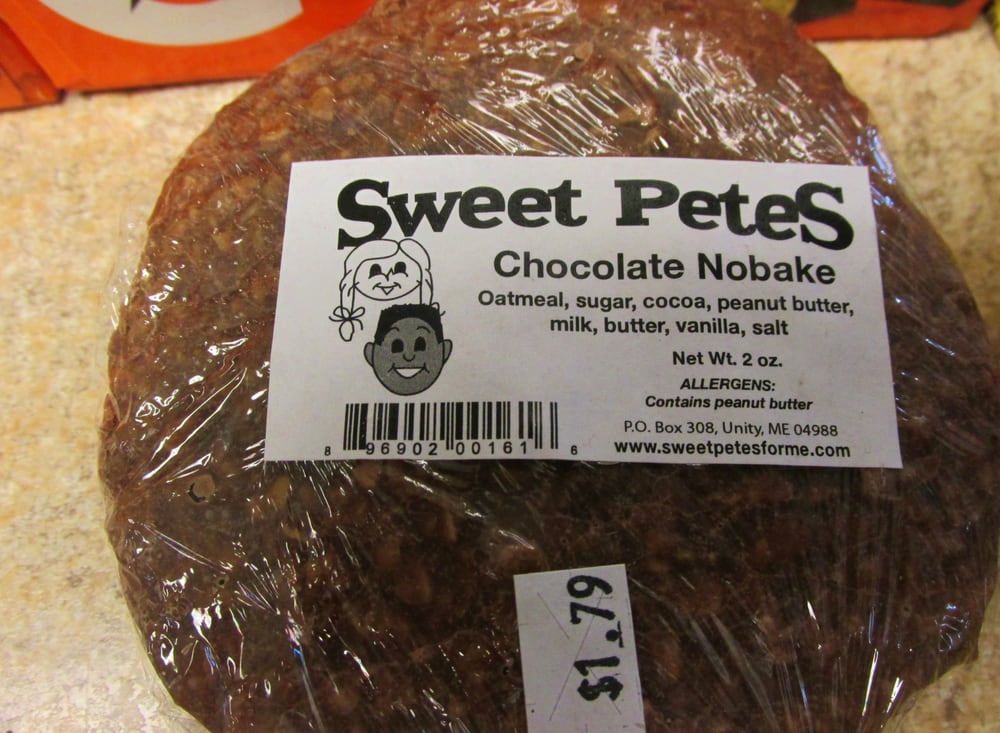 Sweet PeteS
Chocolate Nobake
Oatmeal, sugar, cocoa, peanut butter,
milk, butter, vanilla, salt
Net Wt. 2 oz.
ALLERGENS:
Contains peanut butter
P.O. Box 308, Unity, ME 04988
www.sweetpetesforme.com
8 96902 00161 6
$1.79